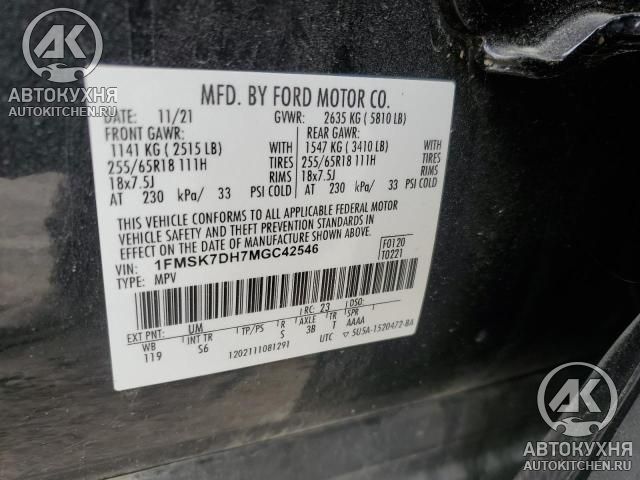 АВТОКУХНЯ
AUTOKITCHEN.RU
АВТОКУХНЯ
AUTOKITCHEN.RU
MFD. BY FORD MOTOR CO.
DATE: 11/21 GVWR: 2635 KG ( 5810 LB)
FRONT GAWR: REAR GAWR:
1141 KG ( 2515 LB) WITH 1547 KG ( 3410 LB) WITH
255/65R18 111H TIRES 255/65R18 111H TIRES
18x7.5J RIMS 18x7.5J RIMS
AT 230 kPa/ 33 PSI COLD AT 230 kPa/ 33 PSI COLD
THIS VEHICLE CONFORMS TO ALL APPLICABLE FEDERAL MOTOR
VEHICLE SAFETY AND THEFT PREVENTION STANDARDS IN
EFFECT ON THE DATE OF MANUFACTURE SHOWN ABOVE.
VIN: 1FMSK7DH7MGC42546 F0120
TYPE: MPV T0221
EXT PNT: UM RC: 23 DSO:
WB INT TR TP/PS R AXLE TR SPR
119 S6 S 3B T AAAA
1202111081291 UTC ▽ 5U5A-1520472-BA
АК
АВТОКУХНЯ
AUTOKITCHEN.RU